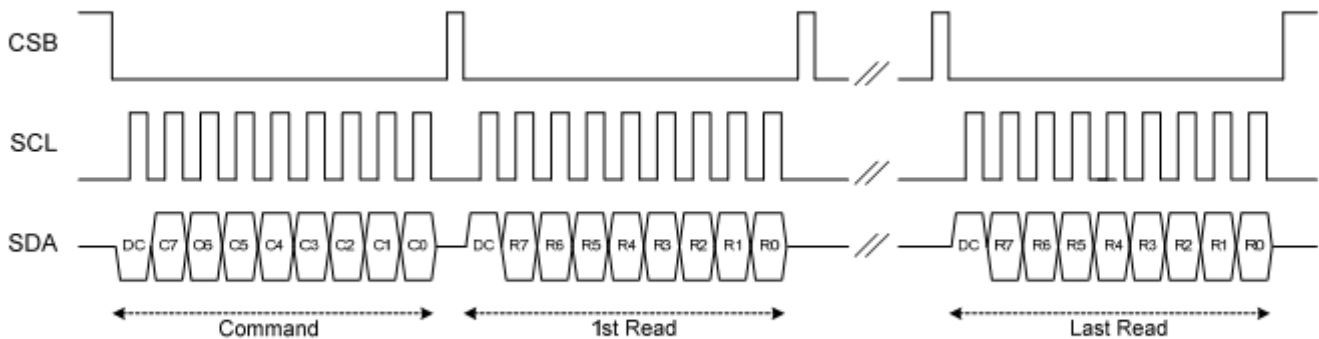 CSB
SCL
SDA DC C7 C6 C5 C4 C3 C2 C1 C0 DC R7 R6 R5 R4 R3 R2 R1 R0 // DC R7 R6 R5 R4 R3 R2 R1 R0
Command 1st Read Last Read